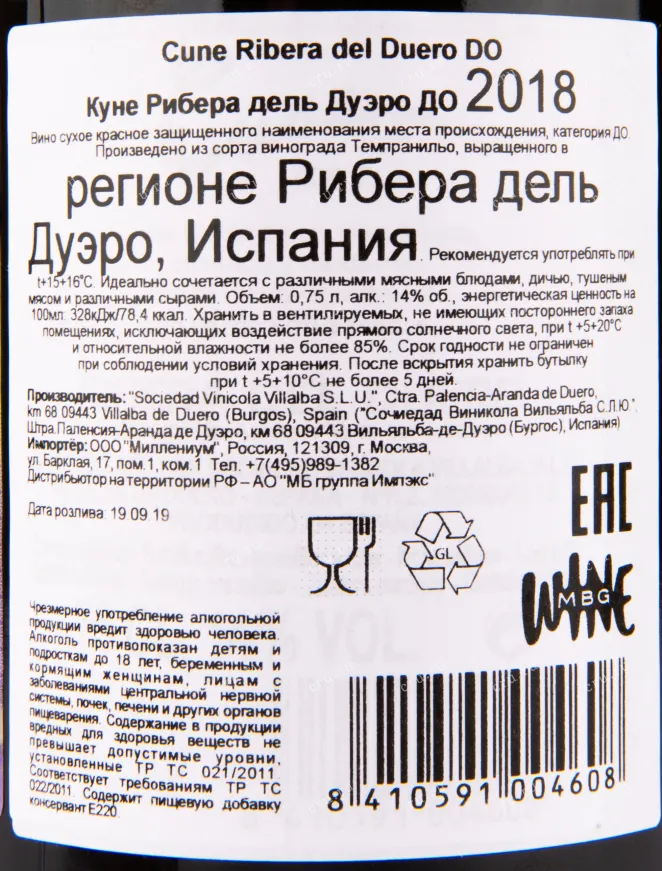 Cune Ribera del Duero DO
Куне Рибера дель Дуэро ДО 2018
Вино сухое красное защищенного наименования места происхождения, категория ДО.
Произведено из сорта винограда Темпранильо, выращенного в
регионе Рибера дель
Дуэро, Испания. Рекомендуется употреблять при
t+15+16°C. Идеально сочетается с различными мясными блюдами, дичью, тушеным
мясом и различными сырами. Объем: 0,75 л, алк.: 14% об., энергетическая ценность на
100мл: 328кДж/78,4 ккал. Хранить в вентилируемых, не имеющих постороннего запаха
помещениях, исключающих воздействие прямого солнечного света, при t +5+20°C
и относительной влажности не более 85%. Срок годности не ограничен
при соблюдении условий хранения. После вскрытия хранить бутылку
при t +5+10°C не более 5 дней.
Производитель: "Sociedad Vinicola Villalba S.L.U.", Ctra. Palencia-Aranda de Duero,
km 68 09443 Villalba de Duero (Burgos), Spain ("Сочиедад Виникола Вильяльба С.Л.Ю.",
Штра.Паленсия-Аранда де Дуэро, км 68 09443 Вильяльба-де-Дуэро (Бургос), Испания)
Импортёр: ООО "Миллениум", Россия, 121309, г. Москва,
ул. Барклая, 17, пом.1, ком.1 Тел. +7(495)989-1382
Дистрибьютор на территории РФ – АО "МБ группа Импэкс".
Дата розлива: 19 09 19
EAC
GL
WINE
MBG
Чрезмерное употребление алкогольной
продукции вредит здоровью человека.
Алкоголь противопоказан детям и
подросткам до 18 лет, беременным и
кормящим женщинам, лицам с
заболеваниями центральной нервной
системы, почек, печени и других органов
пищеварения. Содержание в продукции
вредных для здоровья веществ не
превышает допустимые уровни,
установленные ТР ТС 021/2011.
Соответствует требованиям ТР ТС
022/2011. Содержит пищевую добавку
консервант Е220.
8 410591 004608